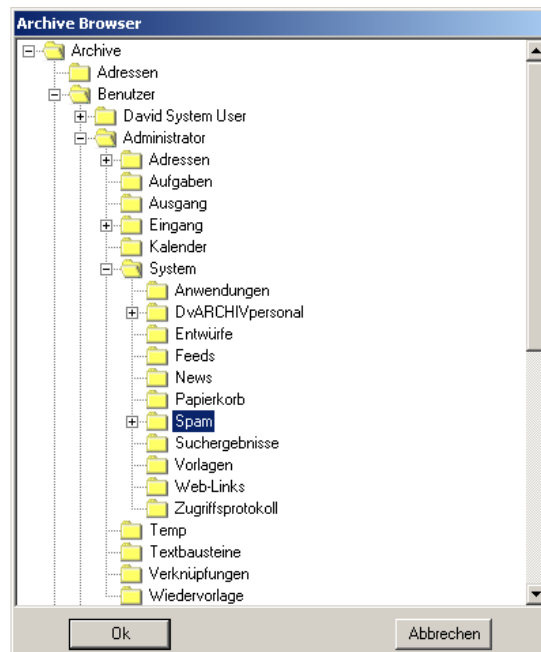 Archive Browser
Archive
Adressen
Benutzer
David System User
Administrator
Adressen
Aufgaben
Ausgang
Eingang
Kalender
System
Anwendungen
DvARCHIVpersonal
Entwürfe
Feeds
News
Papierkorb
Spam
Suchergebnisse
Vorlagen
Web-Links
Zugriffsprotokoll
Temp
Textbausteine
Verknüpfungen
Wiedervorlage
Ok
Abbrechen